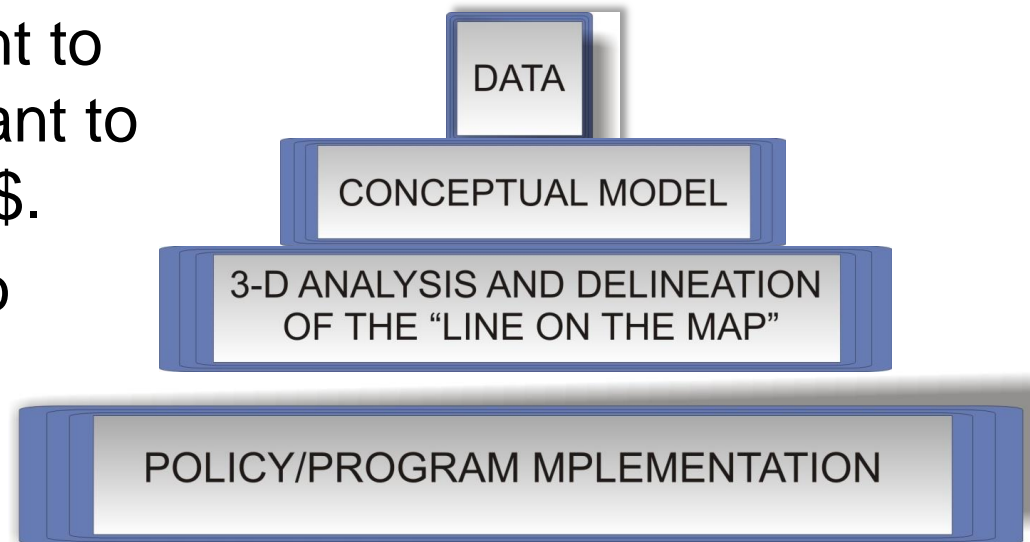 nt to
ant to
$.
DATA
CONCEPTUAL MODEL
3-D ANALYSIS AND DELINEATION
OF THE “LINE ON THE MAP”
POLICY/PROGRAM MPLEMENTATION